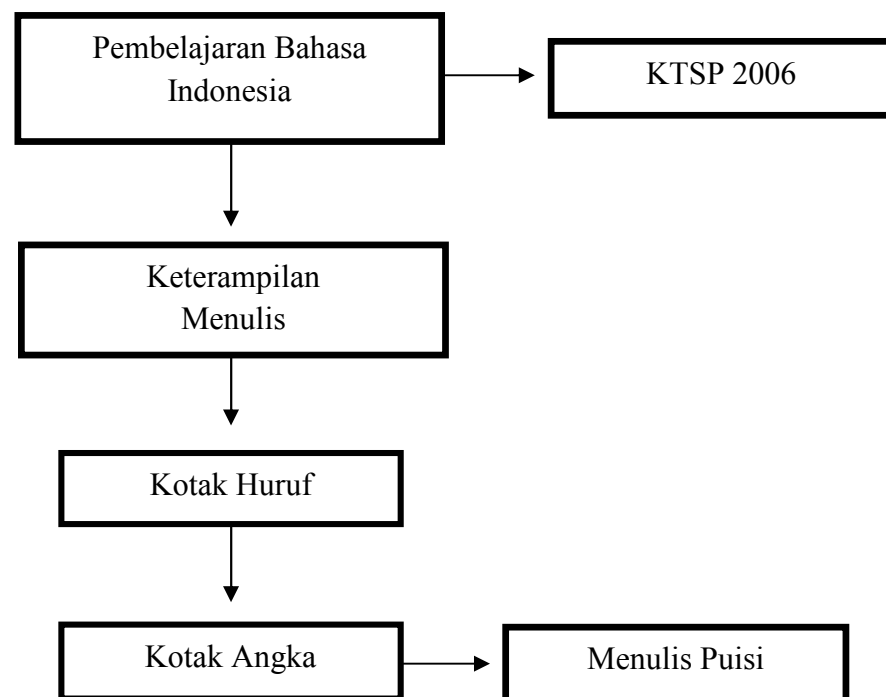 Pembelajaran Bahasa
Indonesia
KTSP 2006
Keterampilan
Menulis
Kotak Huruf
Kotak Angka
Menulis Puisi